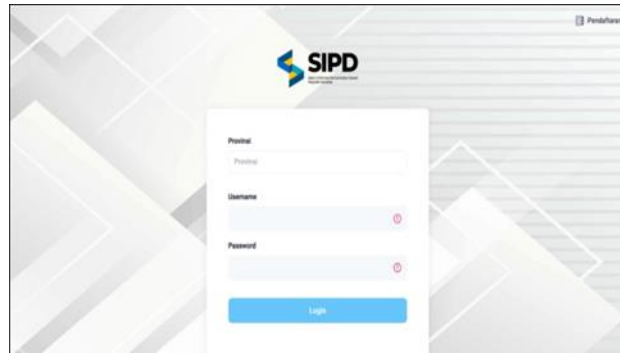 Pendaftaran
SIPD
Provinsi
Provinsi
Username
Password
Login